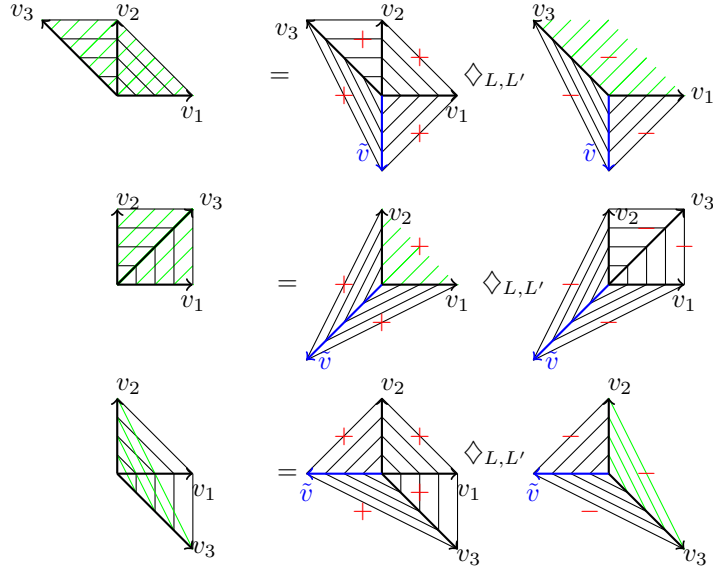 v₃ v₂ v₁ = v₃ v₂ + + + + v₁ ṽ ◇_{L,L'} − − − v₁ ṽ
v₂ v₃ v₁ = v₂ + + + v₁ ṽ ◇_{L,L'} v₂ v₃ − − − − v₁ ṽ
v₂ v₁ v₃ = v₂ + + + + v₁ ṽ v₃ ◇_{L,L'} v₂ − − − ṽ v₃